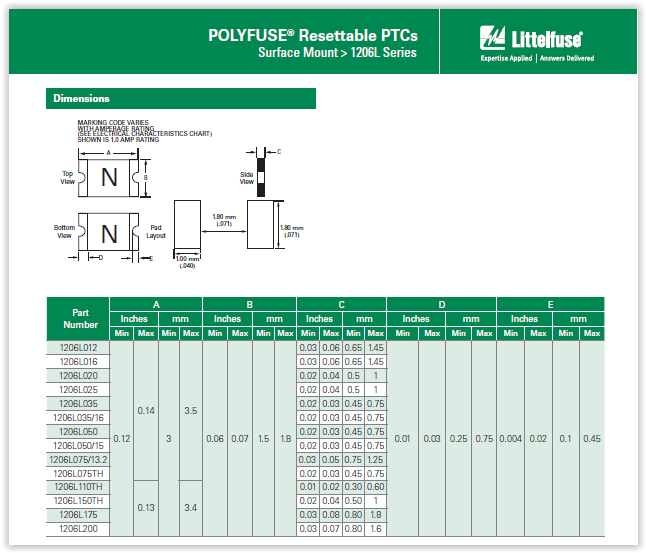 POLYFUSE® Resettable PTCs
Surface Mount > 1206L Series
Littelfuse®
Expertise Applied | Answers Delivered
Dimensions
MARKING CODE VARIES
WITH AMPERAGE RATING
(SEE ELECTRICAL CHARACTERISTICS CHART)
SHOWN IS 1.0 AMP RATING
A
C
Top
View
N
B
Side
View
Bottom
View
N
Pad
Layout
1.80 mm
(.071)
1.80 mm
(.071)
D
E
1.00 mm
(.040)
Part
Number
A B C D E
Inches mm Inches mm Inches mm Inches mm Inches mm
Min Max Min Max Min Max Min Max Min Max Min Max Min Max Min Max Min Max Min Max
1206L012 0.03 0.06 0.65 1.45
1206L016 0.03 0.06 0.65 1.45
1206L020 0.02 0.04 0.5 1
1206L025 0.02 0.04 0.5 1
1206L035 0.02 0.03 0.45 0.75
0.14 3.5
1206L035/16 0.02 0.03 0.45 0.75
1206L050 0.02 0.03 0.45 0.75
0.12 3 0.06 0.07 1.5 1.8 0.01 0.03 0.25 0.75 0.004 0.02 0.1 0.45
1206L050/15 0.02 0.03 0.45 0.75
1206L075/13.2 0.03 0.05 0.75 1.25
1206L075TH 0.02 0.03 0.45 0.75
1206L110TH 0.01 0.02 0.30 0.60
1206L150TH 0.02 0.04 0.50 1
0.13 3.4
1206L175 0.03 0.08 0.80 1.8
1206L200 0.03 0.07 0.80 1.6